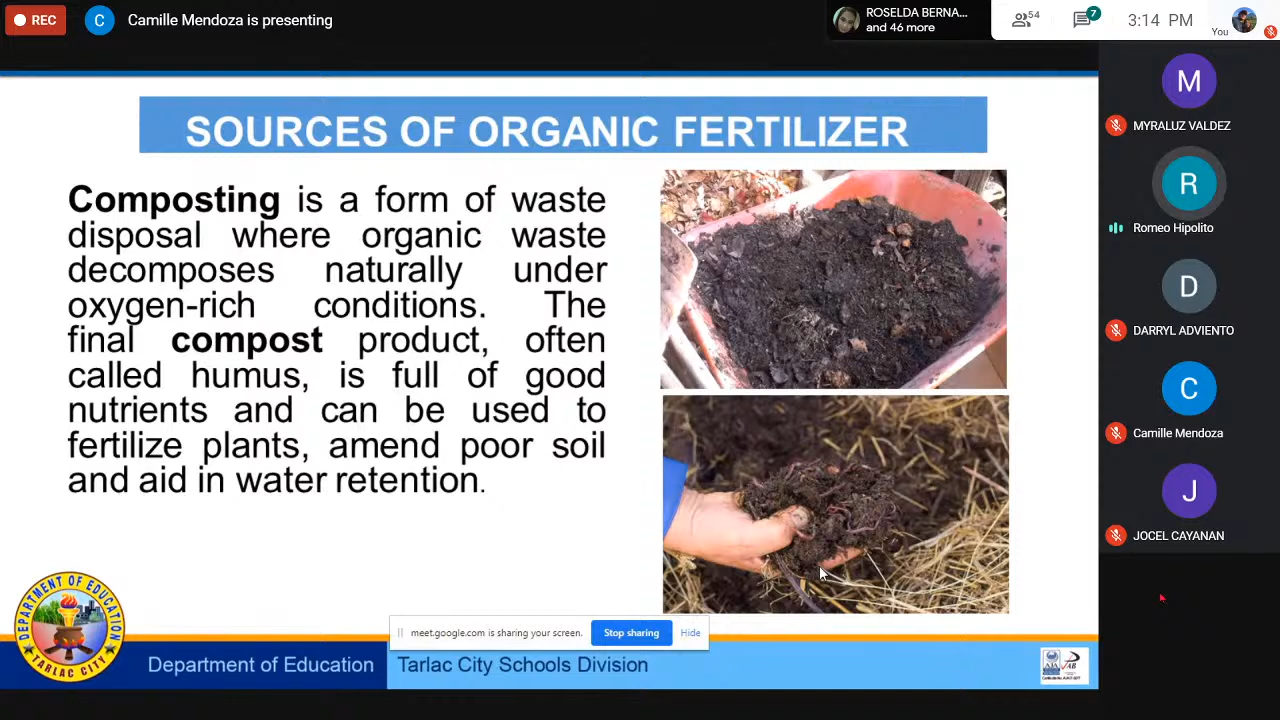 REC
C
Camille Mendoza is presenting
ROSELDA BERNA...
and 46 more
54
7
3:14 PM
You
SOURCES OF ORGANIC FERTILIZER
Composting is a form of waste
disposal where organic waste
decomposes naturally under
oxygen-rich conditions. The
final compost product, often
called humus, is full of good
nutrients and can be used to
fertilize plants, amend poor soil
and aid in water retention.
M
MYRALUZ VALDEZ
R
Romeo Hipolito
D
DARRYL ADVIENTO
C
Camille Mendoza
J
JOCEL CAYANAN
meet.google.com is sharing your screen.
Stop sharing
Hide
DEPARTMENT OF EDUCATION
TARLAC CITY
Department of Education
Tarlac City Schools Division